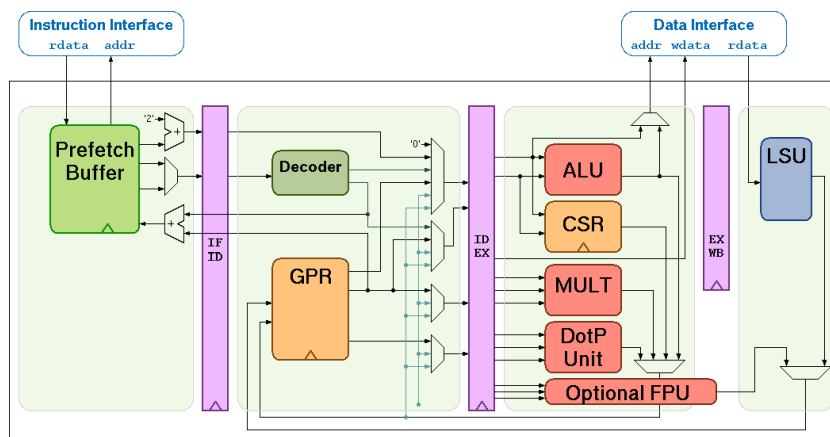 Instruction Interface
rdata addr
Data Interface
addr wdata rdata
'2'
+
Prefetch
Buffer
+
IF
ID
Decoder
'0'
GPR
ID
EX
ALU
CSR
MULT
DotP
Unit
Optional FPU
EX
WB
LSU